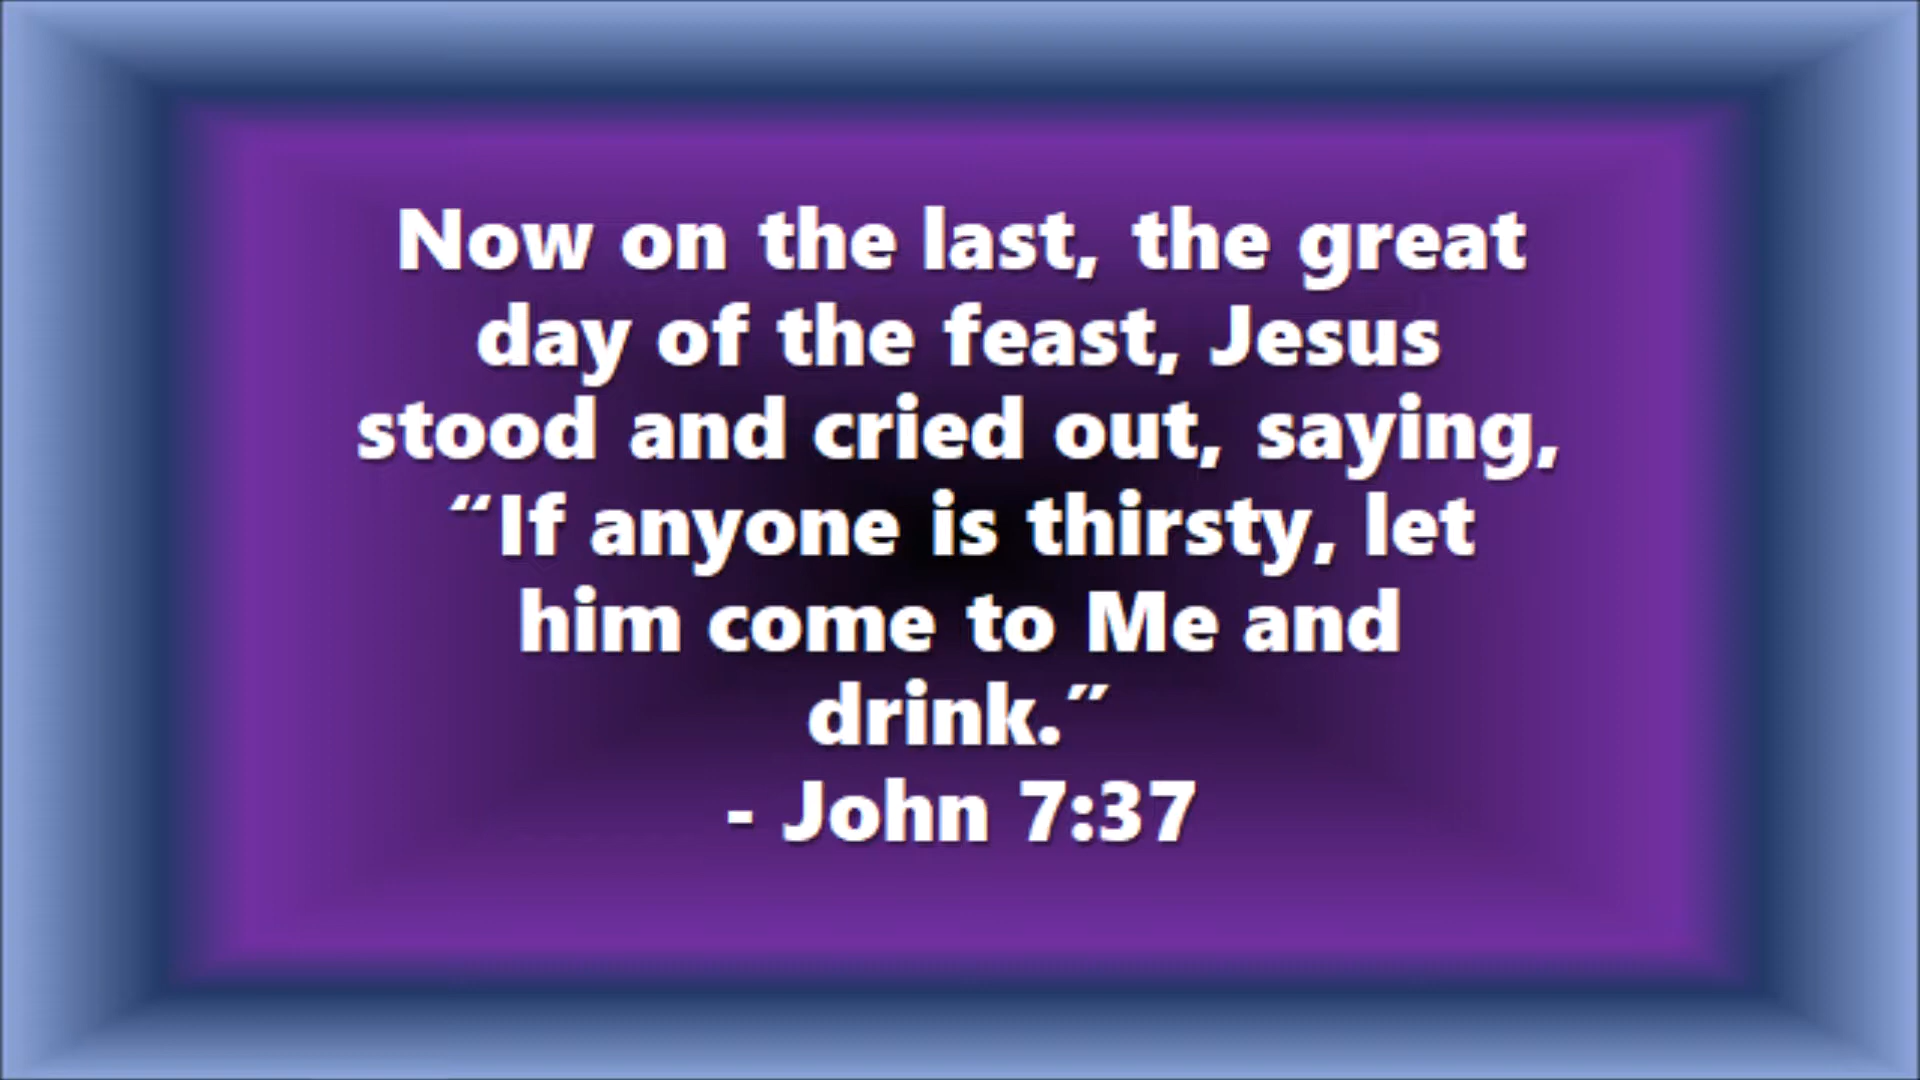 Now on the last, the great
day of the feast, Jesus
stood and cried out, saying,
“If anyone is thirsty, let
him come to Me and
drink.”
- John 7:37